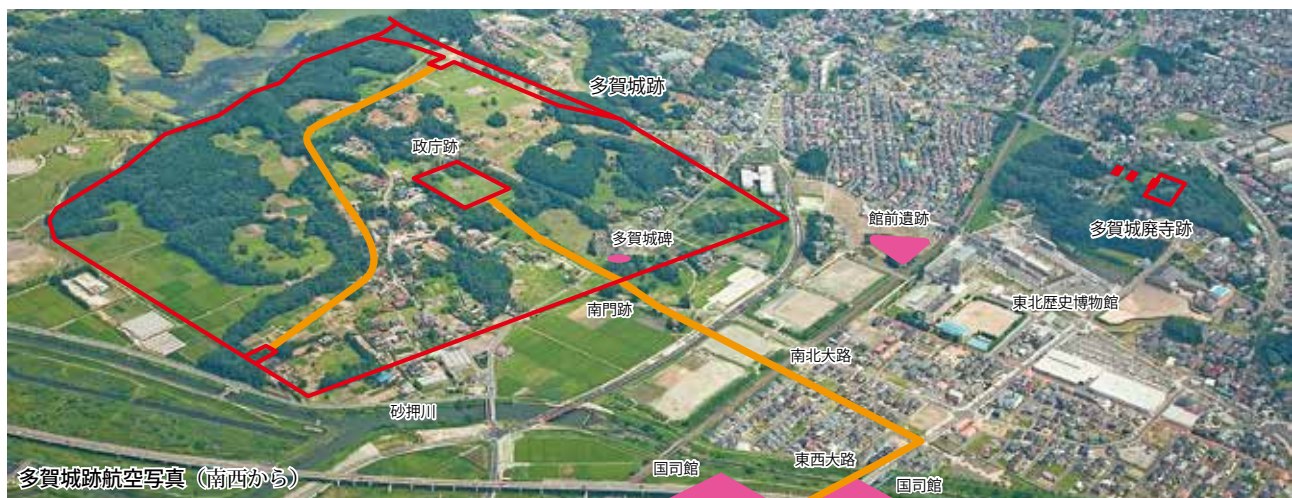 多賀城跡
政庁跡
館前遺跡
多賀城廃寺跡
多賀城碑
南門跡
東北歴史博物館
南北大路
砂押川
東西大路
国司館
国司館
多賀城跡航空写真(南西から)